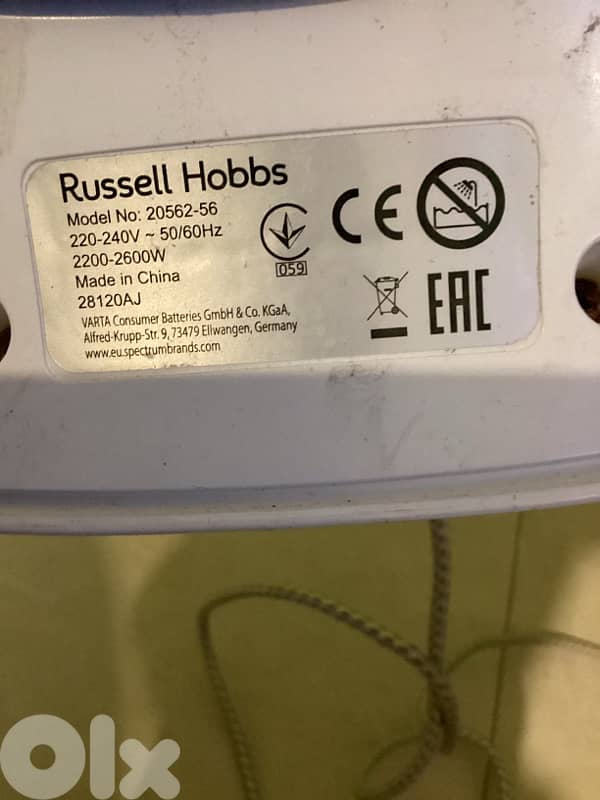 Russell Hobbs
Model No: 20562-56
220-240V ~ 50/60Hz
2200-2600W
Made in China
28120AJ
VARTA Consumer Batteries GmbH & Co. KGaA,
Alfred-Krupp-Str. 9, 73479 Ellwangen, Germany
www.eu.spectrumbrands.com
059
CE
EAC
Olx